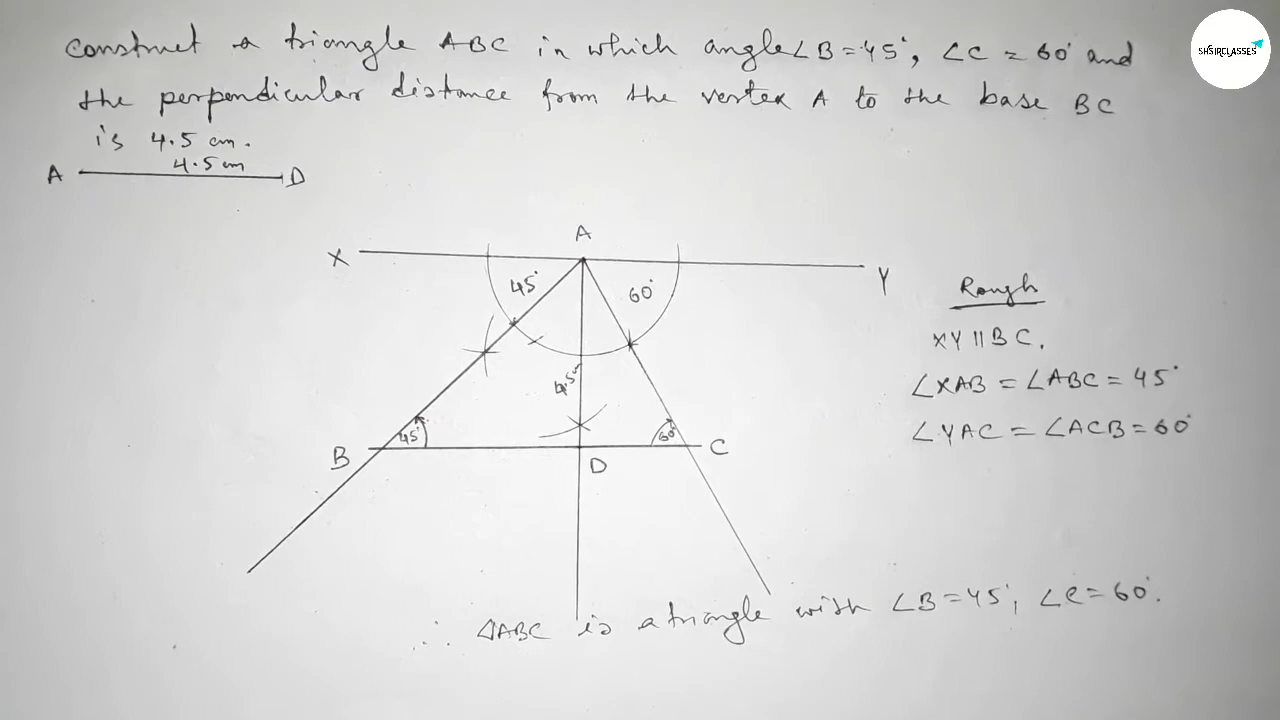 construct a triangle ABC in which angle∠B=45°, ∠C = 60° and
the perpendicular distance from the vertex A to the base BC
is 4.5 cm.
SHSIRCLASSES
A 4.5 cm D
X A Y
45° 60°
4.5cm
B 45° 60° C
D
Rough
XY || BC.
∠XAB = ∠ABC = 45°
∠YAC = ∠ACB = 60°
∴ △ABC is a triangle with ∠B=45°, ∠C=60°.